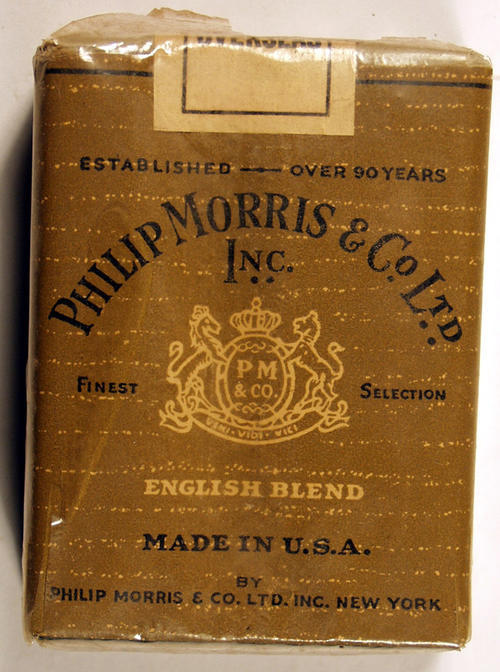 ESTABLISHED — OVER 90 YEARS
PHILIP MORRIS & CO. LTD
INC.
PM
& CO.
FINEST
SELECTION
VENI · VIDI · VICI
ENGLISH BLEND
MADE IN U.S.A.
BY
PHILIP MORRIS & CO. LTD. INC. NEW YORK